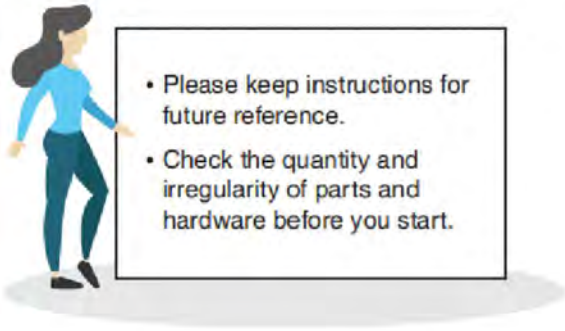 • Please keep instructions for
future reference.
• Check the quantity and
irregularity of parts and
hardware before you start.